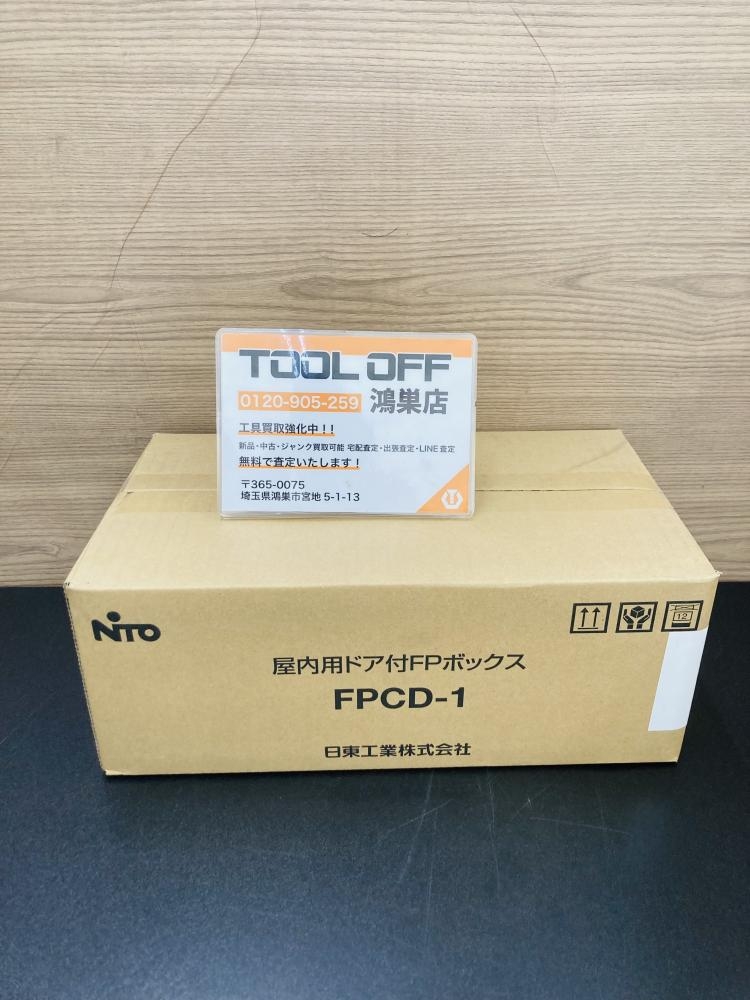 TOOL OFF
0120-905-259 鴻巣店
工具買取強化中！！
新品・中古・ジャンク買取可能 宅配査定・出張査定・LINE査定
無料で査定いたします！
〒365-0075
埼玉県鴻巣市宮地 5-1-13
NITO
12
屋内用ドア付FPボックス
FPCD-1
日東工業株式会社